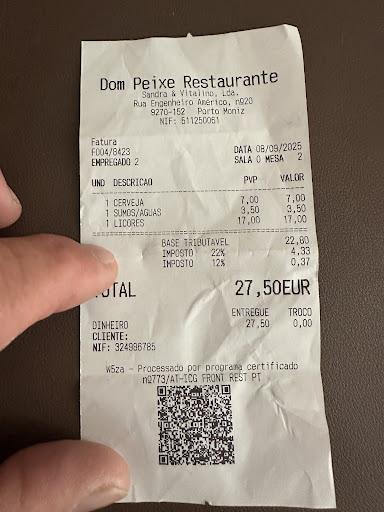 Dom Peixe Restaurante
Sandra & Vitalino, Lda.
Rua Engenheiro Américo, nº20
9270-152 Porto Moniz
NIF: 511250061
Fatura
F004/8423 DATA 08/09/2025
EMPREGADO 2 SALA 0 MESA 2
UND DESCRICAO PVP VALOR
1 CERVEJA 7,00 7,00
1 SUMOS/AGUAS 3,50 3,50
1 LICORES 17,00 17,00
BASE TRIBUTAVEL 22,80
IMPOSTO 22% 4,33
IMPOSTO 12% 0,37
TOTAL 27,50EUR
ENTREGUE TROCO
DINHEIRO 27,50 0,00
CLIENTE:
NIF: 324996785
W5za - Processado por programa certificado
nº773/AT-ICG FRONT REST PT